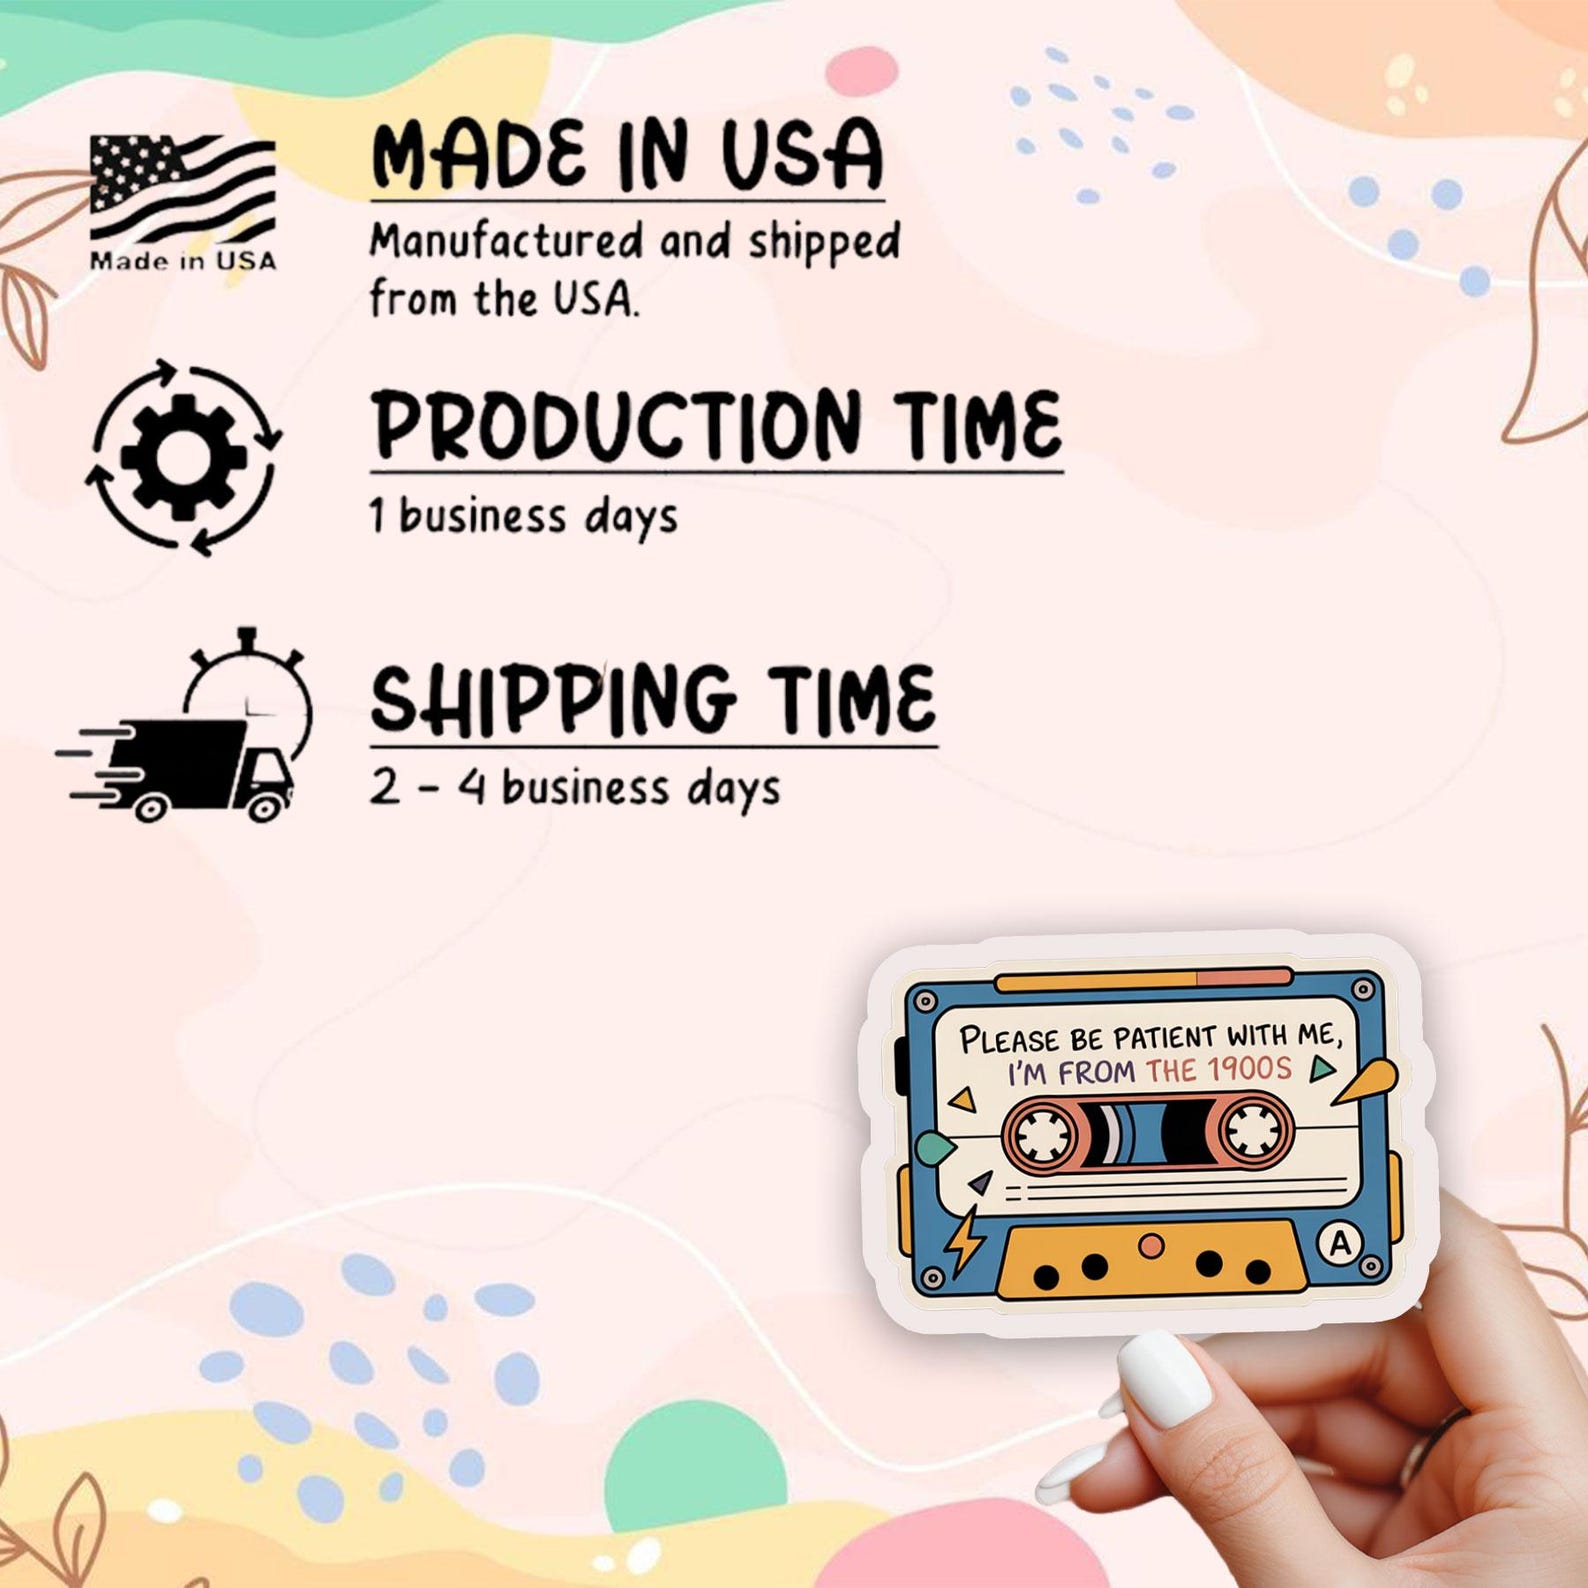 Made in USA
MADE IN USA
Manufactured and shipped
from the USA.
PRODUCTION TIME
1 business days
SHIPPING TIME
2 - 4 business days
PLEASE BE PATIENT WITH ME,
I'M FROM THE 1900S
A